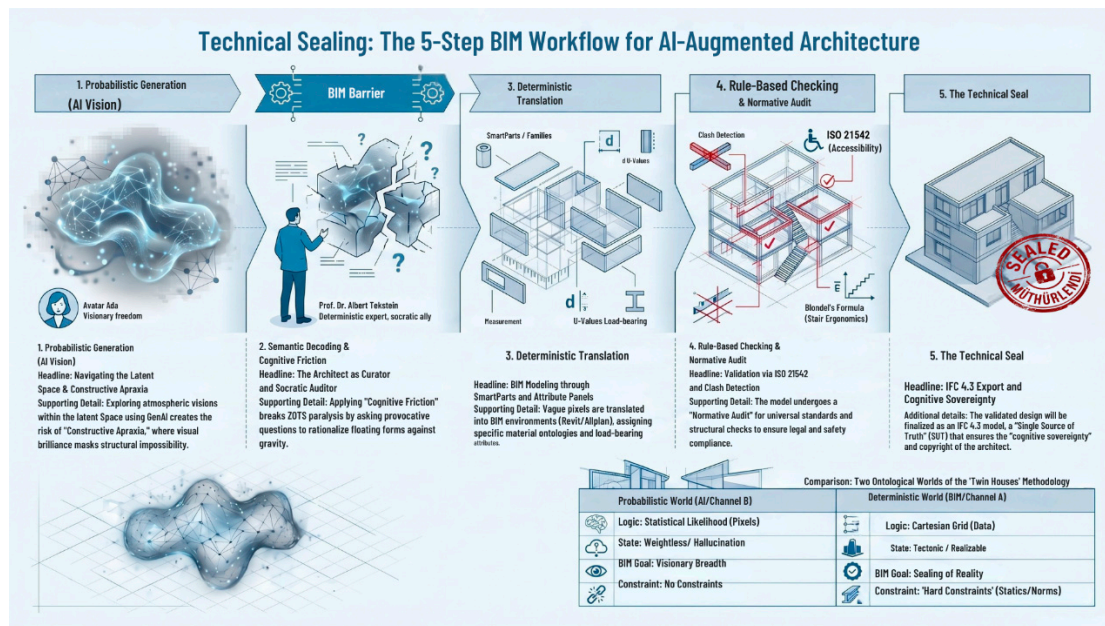 Technical Sealing: The 5-Step BIM Workflow for AI-Augmented Architecture
1. Probabilistic Generation
(AI Vision)
BIM Barrier
3. Deterministic
Translation
4. Rule-Based Checking
& Normative Audit
5. The Technical Seal
Avatar Ada
Visionary freedom
?
?
?
?
Prof. Dr. Albert Tekstein
Deterministic expert, socratic ally
SmartParts / Families
d
d U-Values
d
Measurement
U-Values Load-bearing
Clash Detection
ISO 21542
(Accessibility)
E
Blondel's Formula
(Stair Ergonomics)
SEALED
MÜTHÜRLENDİ
1. Probabilistic Generation
(AI Vision)
Headline: Navigating the Latent
Space & Constructive Apraxia
Supporting Detail: Exploring atmospheric visions
within the latent Space using GenAI creates the
risk of "Constructive Apraxia," where visual
brilliance masks structural impossibility.
2. Semantic Decoding &
Cognitive Friction
Headline: The Architect as Curator
and Socratic Auditor
Supporting Detail: Applying "Cognitive Friction"
breaks ZOTS paralysis by asking provocative
questions to rationalize floating forms against
gravity.
3. Deterministic Translation
Headline: BIM Modeling through
SmartParts and Attribute Panels
Supporting Detail: Vague pixels are translated
into BIM environments (Revit/Allplan), assigning
specific material ontologies and load-bearing
attributes.
4. Rule-Based Checking &
Normative Audit
Headline: Validation via ISO 21542
and Clash Detection
Supporting Detail: The model undergoes a
"Normative Audit" for universal standards and
structural checks to ensure legal and safety
compliance.
5. The Technical Seal
Headline: IFC 4.3 Export and
Cognitive Sovereignty
Additional details: The validated design will be
finalized as an IFC 4.3 model, a "Single Source of
Truth" (SUT) that ensures the "cognitive sovereignty"
and copyright of the architect.
Comparison: Two Ontological Worlds of the 'Twin Houses' Methodology
Probabilistic World (AI/Channel B)
Deterministic World (BIM/Channel A)
Logic: Statistical Likelihood (Pixels)
Logic: Cartesian Grid (Data)
State: Weightless/ Hallucination
State: Tectonic / Realizable
BIM Goal: Visionary Breadth
BIM Goal: Sealing of Reality
Constraint: No Constraints
Constraint: 'Hard Constraints' (Statics/Norms)